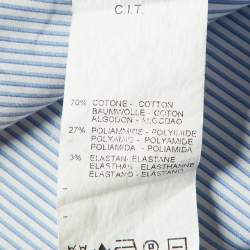 C.I.T.
70% COTONE - COTTON
BAUMWOLLE - COTON
ALGODON - ALGODAO
27% POLIAMMIDE - POLYAMIDE
POLYAMID - POLYAMIDE
POLIAMIDA - POLIAMIDA
3% ELASTAN-ELASTANE
ELASTHAN - ELASTHANNE
ELASTANO - ELASTANO